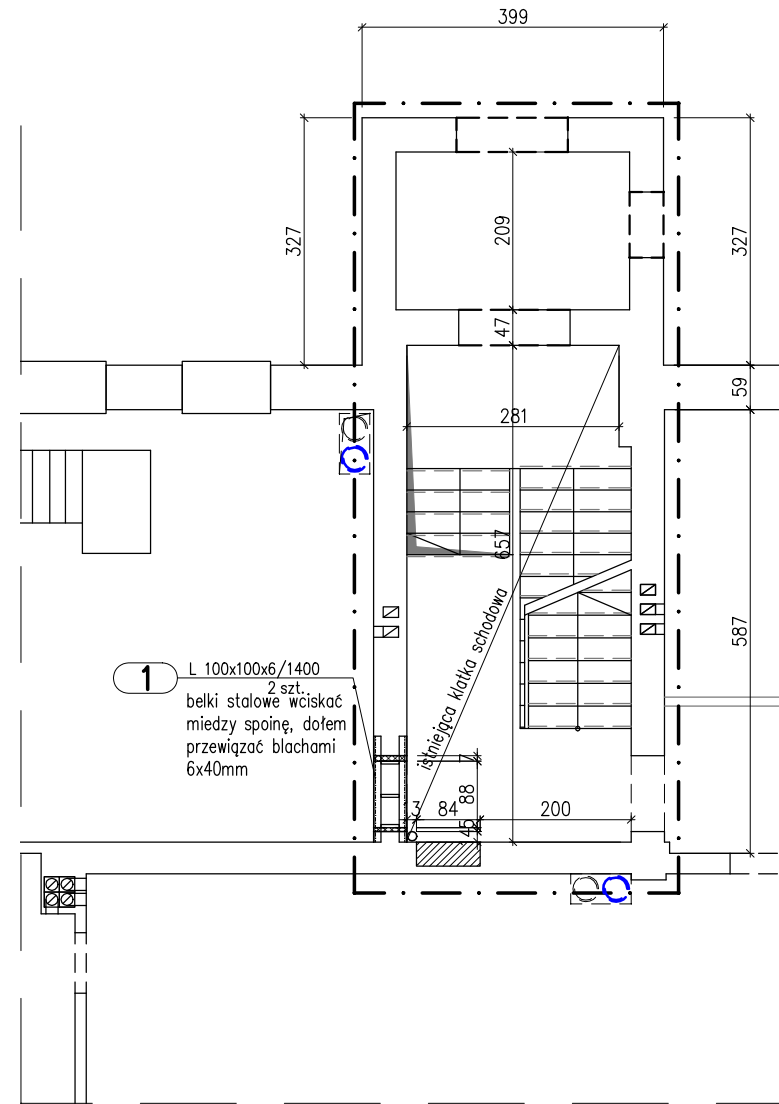 399
327
209
327
47
59
281
657
587
istniejąca klatka schodowa
1
L 100x100x6/1400
2 szt.
belki stalowe wciskać
miedzy spoinę, dołem
przewiązać blachami
6x40mm
7
88
3 84 200
45